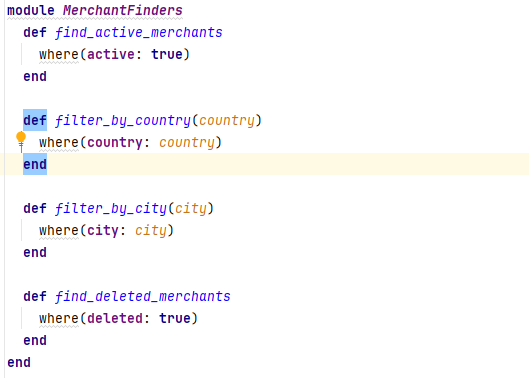 module MerchantFinders
  def find_active_merchants
    where(active: true)
  end

  def filter_by_country(country)
    where(country: country)
  end

  def filter_by_city(city)
    where(city: city)
  end

  def find_deleted_merchants
    where(deleted: true)
  end
end